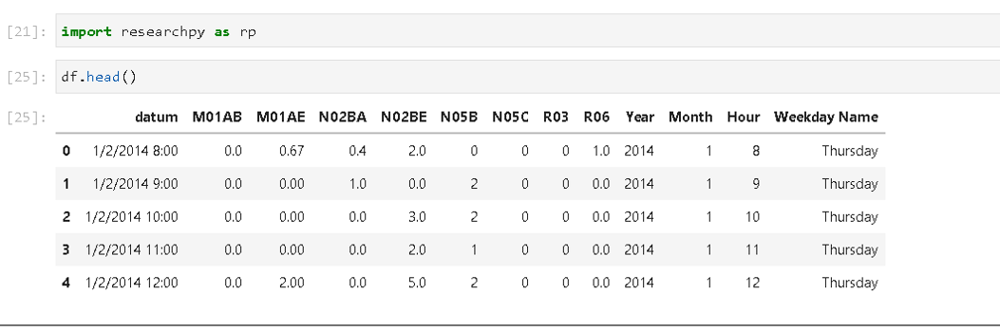 [21]: import researchpy as rp
[25]: df.head()
[25]: datum M01AB M01AE N02BA N02BE N05B N05C R03 R06 Year Month Hour Weekday Name
0 1/2/2014 8:00 0.0 0.67 0.4 2.0 0 0 0 1.0 2014 1 8 Thursday
1 1/2/2014 9:00 0.0 0.00 1.0 0.0 2 0 0 0.0 2014 1 9 Thursday
2 1/2/2014 10:00 0.0 0.00 0.0 3.0 2 0 0 0.0 2014 1 10 Thursday
3 1/2/2014 11:00 0.0 0.00 0.0 2.0 1 0 0 0.0 2014 1 11 Thursday
4 1/2/2014 12:00 0.0 2.00 0.0 5.0 2 0 0 0.0 2014 1 12 Thursday